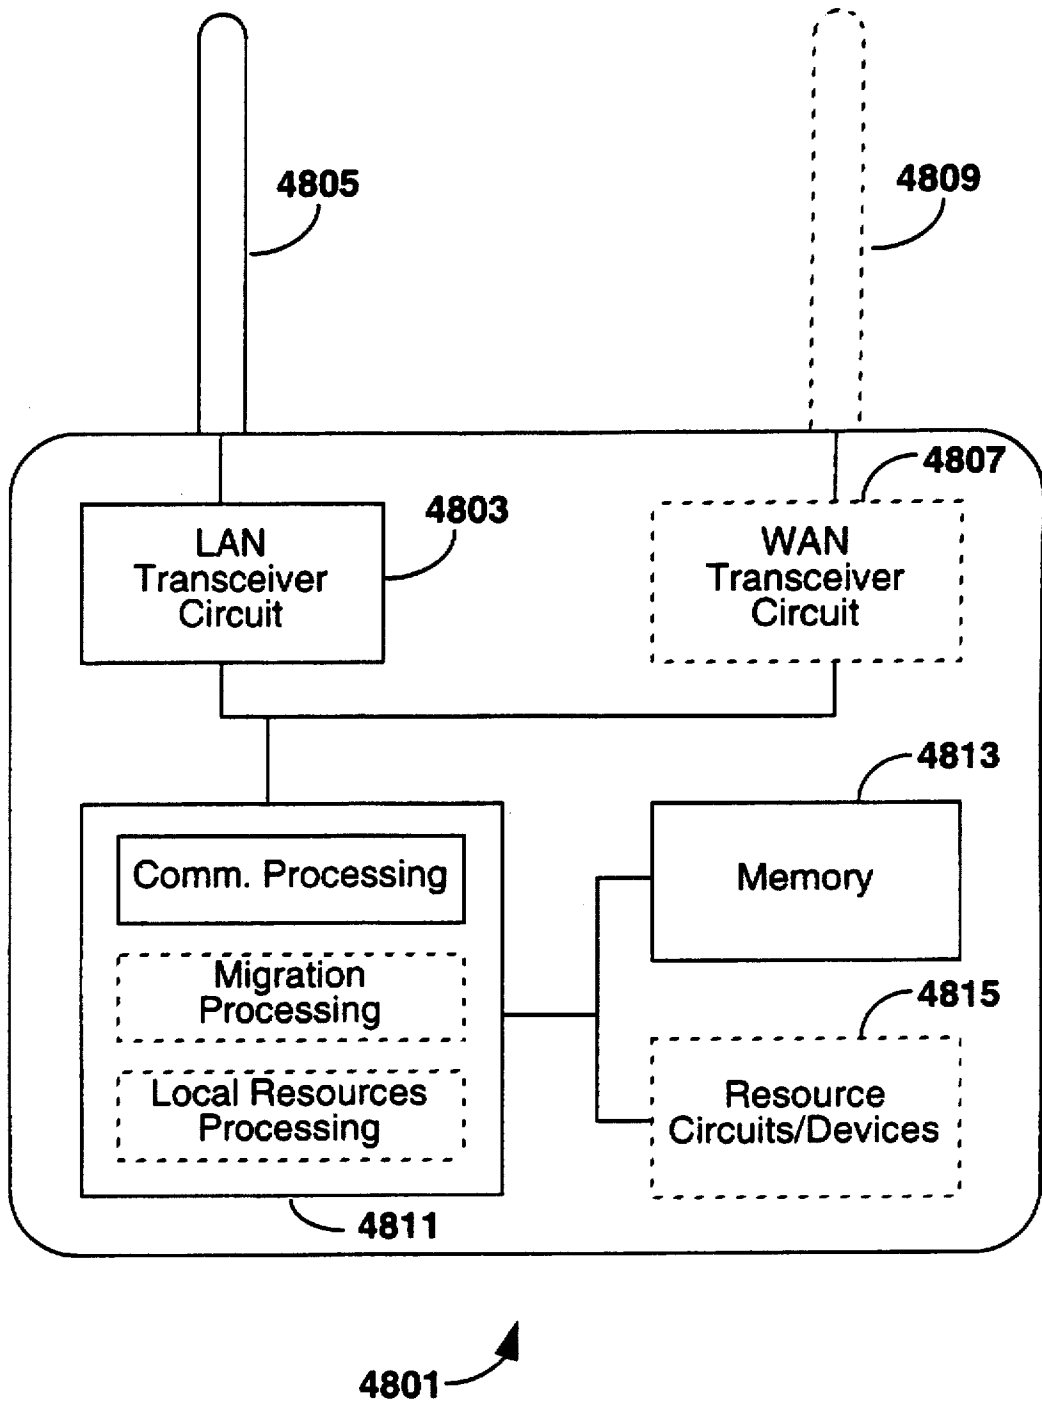 4805
4809
4807
4803
LAN
Transceiver
Circuit
WAN
Transceiver
Circuit
4813
Comm. Processing
Memory
Migration
Processing
4815
Local Resources
Processing
Resource
Circuits/Devices
4811
4801